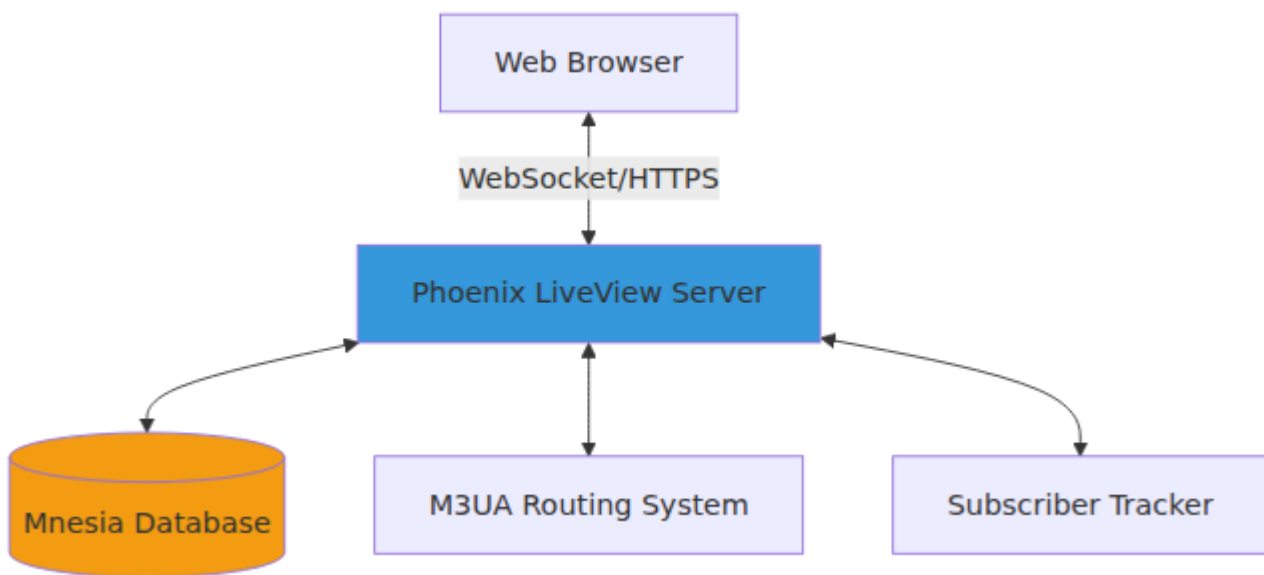 Web Browser
WebSocket/HTTPS
Phoenix LiveView Server
Mnesia Database
M3UA Routing System
Subscriber Tracker